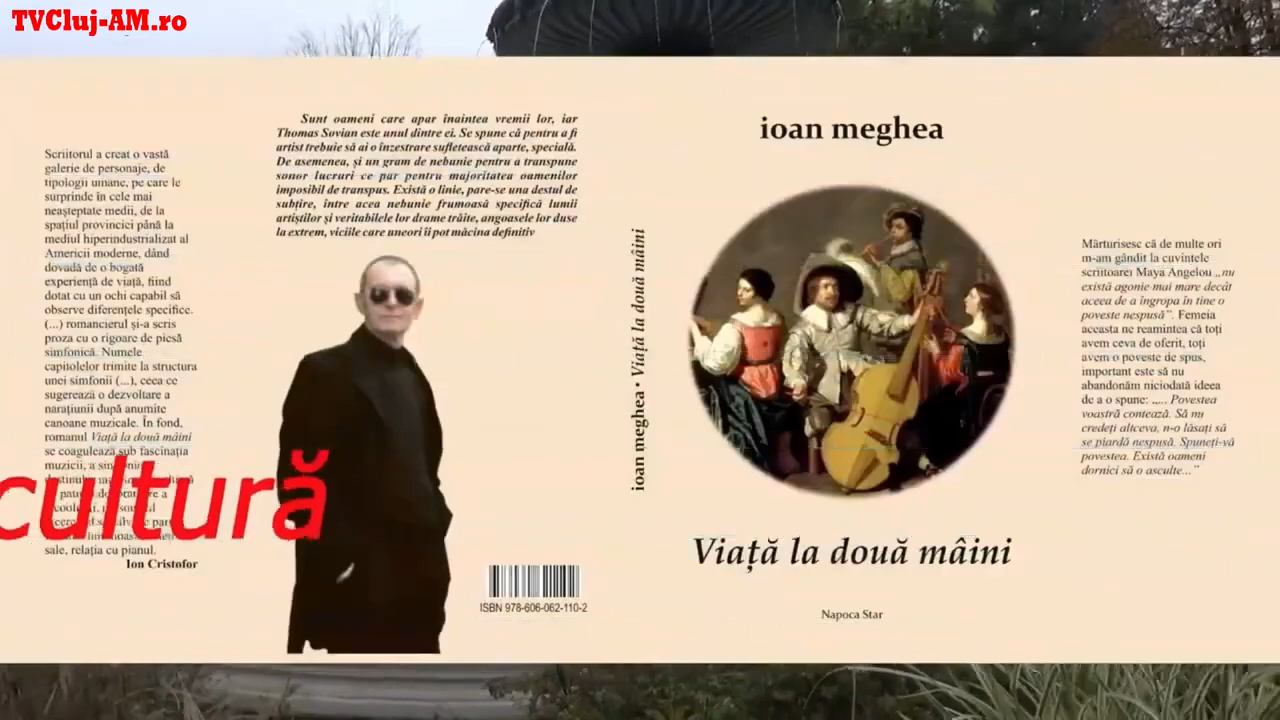 TVCluj-AM.ro
Scriitorul a creat o vastă
galerie de personaje, de
tipologii umane, pe care le
surprinde în cele mai
neașteptate medii, de la
spațiul provinciei până la
mediul hiperindustrializat al
Americii moderne, dând
dovadă de o bogată
experiență de viață, fiind
dotat cu un ochi capabil să
observe diferențele specifice.
(...) romancierul și-a scris
proza cu o rigoare de piesă
simfonică. Numele
capitolelor trimite la structura
unei simfonii (...), ceea ce
sugerează o dezvoltare a
narațiunii după anumite
canoane muzicale. În fond,
romanul Viață la două mâini
se coagulează sub fascinația
muzicii, a
sale, relația cu pianul.
Ion Cristofor
cultură
Sunt oameni care apar înaintea vremii lor, iar
Thomas Sovian este unul dintre ei. Se spune că pentru a fi
artist trebuie să ai o înzestrare sufletească aparte, specială.
De asemenea, și un gram de nebunie pentru a transpune
sonor lucruri ce par pentru majoritatea oamenilor
imposibil de transpus. Există o linie, pare-se una destul de
subțire, între acea nebunie frumoasă specifică lumii
artiștilor și veritabilele lor drame trăite, angoasele lor duse
la extrem, viciile care uneori îi pot măcina definitiv
ISBN 978-606-062-110-2
ioan meghea • Viață la două mâini
ioan meghea
Viață la două mâini
Napoca Star
Mărturisesc că de multe ori
m-am gândit la cuvintele
scriitoarei Maya Angelou „nu
există agonie mai mare decât
aceea de a îngropa în tine o
poveste nespusă”. Femeia
aceasta ne reamintea că toți
avem ceva de oferit, toți
avem o poveste de spus,
important este să nu
abandonăm niciodată ideea
de a o spune: „... Povestea
voastră contează. Să nu
credeți altceva, n-o lăsați să
se piardă nespusă. Spuneți-vă
povestea. Există oameni
dornici să o asculte...”